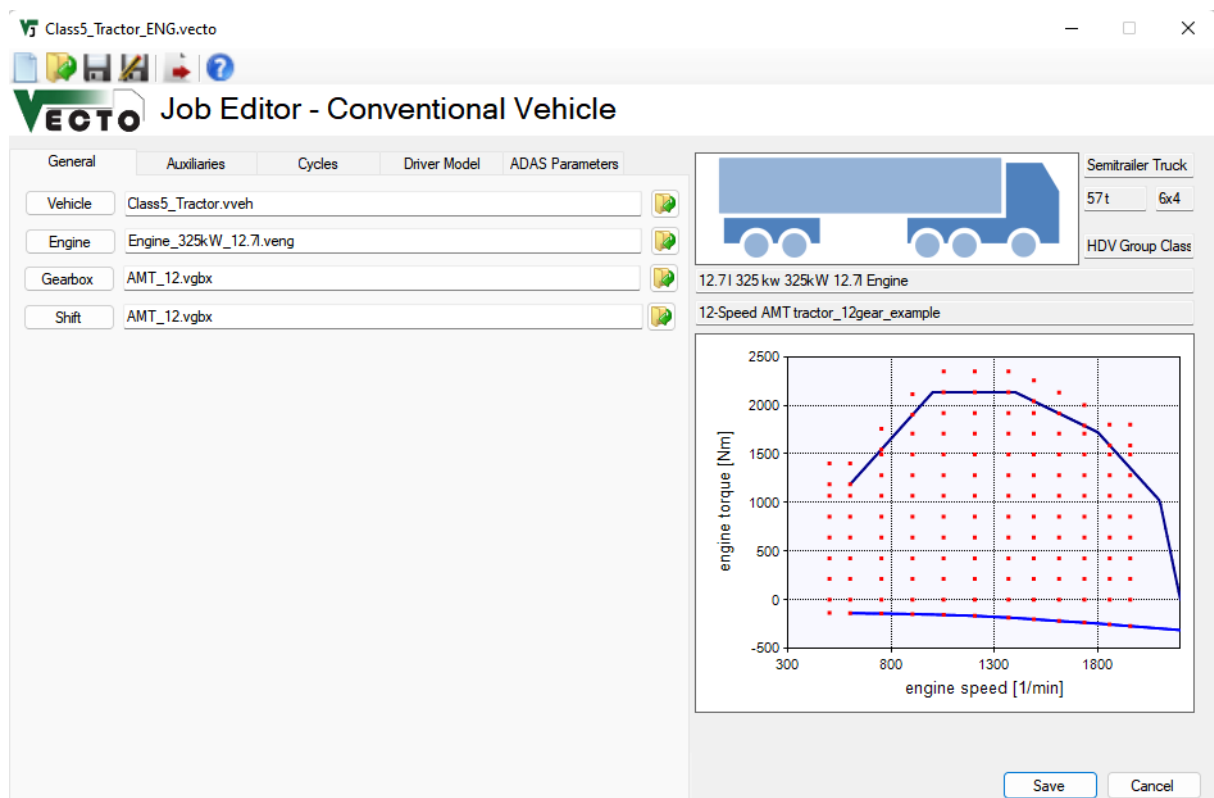 Class5_Tractor_ENG.vecto
VECTO Job Editor - Conventional Vehicle
General Auxiliaries Cycles Driver Model ADAS Parameters
Vehicle Class5_Tractor.vveh
Engine Engine_325kW_12.7l.veng
Gearbox AMT_12.vgbx
Shift AMT_12.vgbx
Semitrailer Truck
57 t 6x4
HDV Group Class
12.7 l 325 kw 325kW 12.7l Engine
12-Speed AMT tractor_12gear_example
2500
2000
1500
1000
500
0
-500
engine torque [Nm]
300 800 1300 1800
engine speed [1/min]
Save Cancel